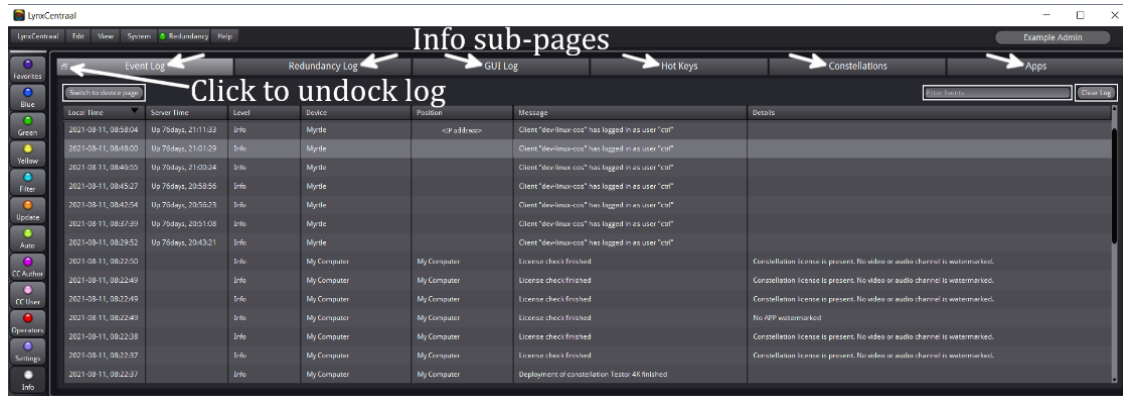 LynxCentraal
LynxCentraal Edit View System Redundancy Help Info sub-pages Example Admin
Favorites Event Log Redundancy Log GUI Log Hot Keys Constellations Apps
Blue Switch to device page Click to undock log Filter Events Clear Log
Local Time Server Time Level Device Position Message Details
Green 2021-08-11, 08:58:04 Up 76days, 21:11:33 Info Myrtle <IP address> Client "dev-linux-cos" has logged in as user "ctrl"
Yellow 2021-08-11, 08:48:00 Up 76days, 21:01:29 Info Myrtle Client "dev-linux-cos" has logged in as user "ctrl"
2021-08-11, 08:46:55 Up 76days, 21:00:24 Info Myrtle Client "dev-linux-cos" has logged in as user "ctrl"
Filter 2021-08-11, 08:45:27 Up 76days, 20:58:56 Info Myrtle Client "dev-linux-cos" has logged in as user "ctrl"
Update 2021-08-11, 08:42:54 Up 76days, 20:56:23 Info Myrtle Client "dev-linux-cos" has logged in as user "ctrl"
2021-08-11, 08:37:39 Up 76days, 20:51:08 Info Myrtle Client "dev-linux-cos" has logged in as user "ctrl"
Auto 2021-08-11, 08:29:52 Up 76days, 20:43:21 Info Myrtle Client "dev-linux-cos" has logged in as user "ctrl"
CC Author 2021-08-11, 08:22:50 Info My Computer My Computer License check finished Constellation license is present. No video or audio channel is watermarked.
2021-08-11, 08:22:49 Info My Computer My Computer License check finished Constellation license is present. No video or audio channel is watermarked.
CC User 2021-08-11, 08:22:49 Info My Computer My Computer License check finished Constellation license is present. No video or audio channel is watermarked.
Operators 2021-08-11, 08:22:49 Info My Computer My Computer License check finished No APP watermarked
2021-08-11, 08:22:38 Info My Computer My Computer License check finished Constellation license is present. No video or audio channel is watermarked.
Settings 2021-08-11, 08:22:37 Info My Computer My Computer License check finished Constellation license is present. No video or audio channel is watermarked.
Info 2021-08-11, 08:22:37 Info My Computer My Computer Deployment of constellation Testor 4K finished